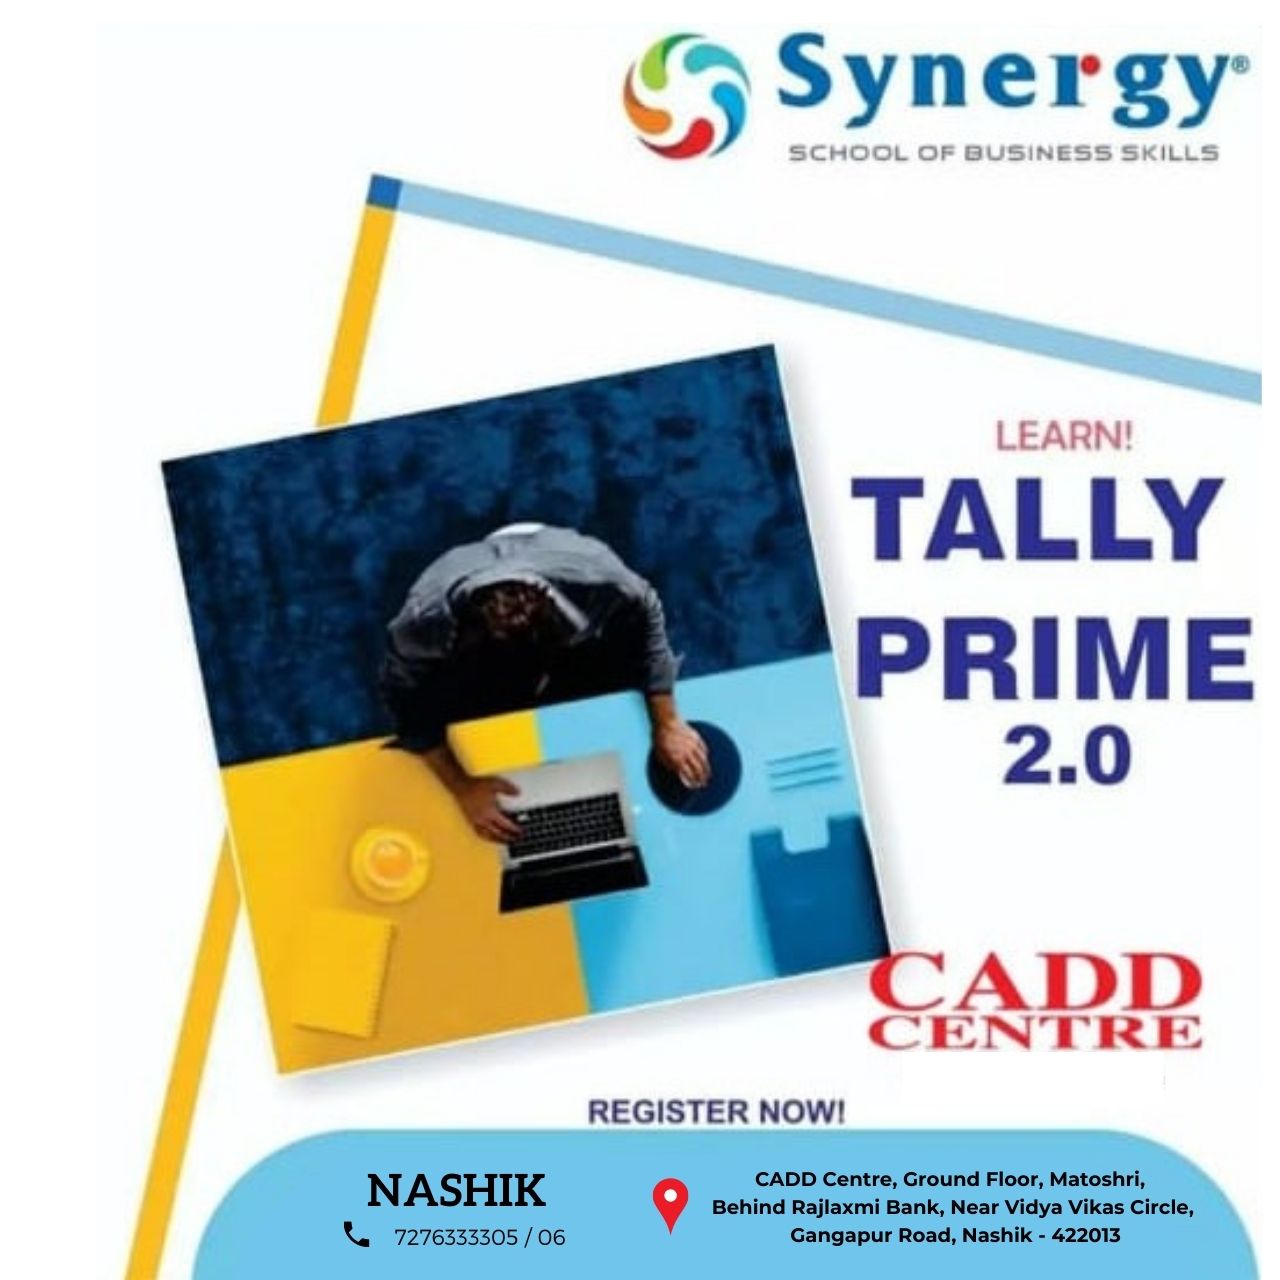 Synergy®
SCHOOL OF BUSINESS SKILLS
LEARN!
TALLY
PRIME
2.0
CADD
CENTRE
REGISTER NOW!
NASHIK
7276333305 / 06
CADD Centre, Ground Floor, Matoshri,
Behind Rajlaxmi Bank, Near Vidya Vikas Circle,
Gangapur Road, Nashik - 422013